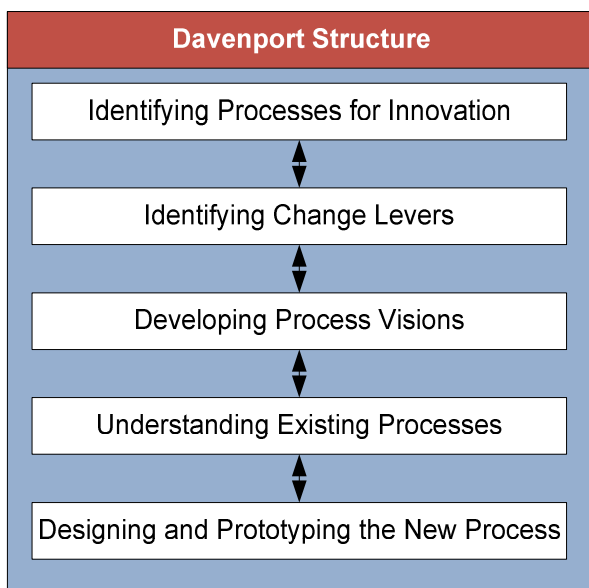 Davenport Structure
Identifying Processes for Innovation
Identifying Change Levers
Developing Process Visions
Understanding Existing Processes
Designing and Prototyping the New Process